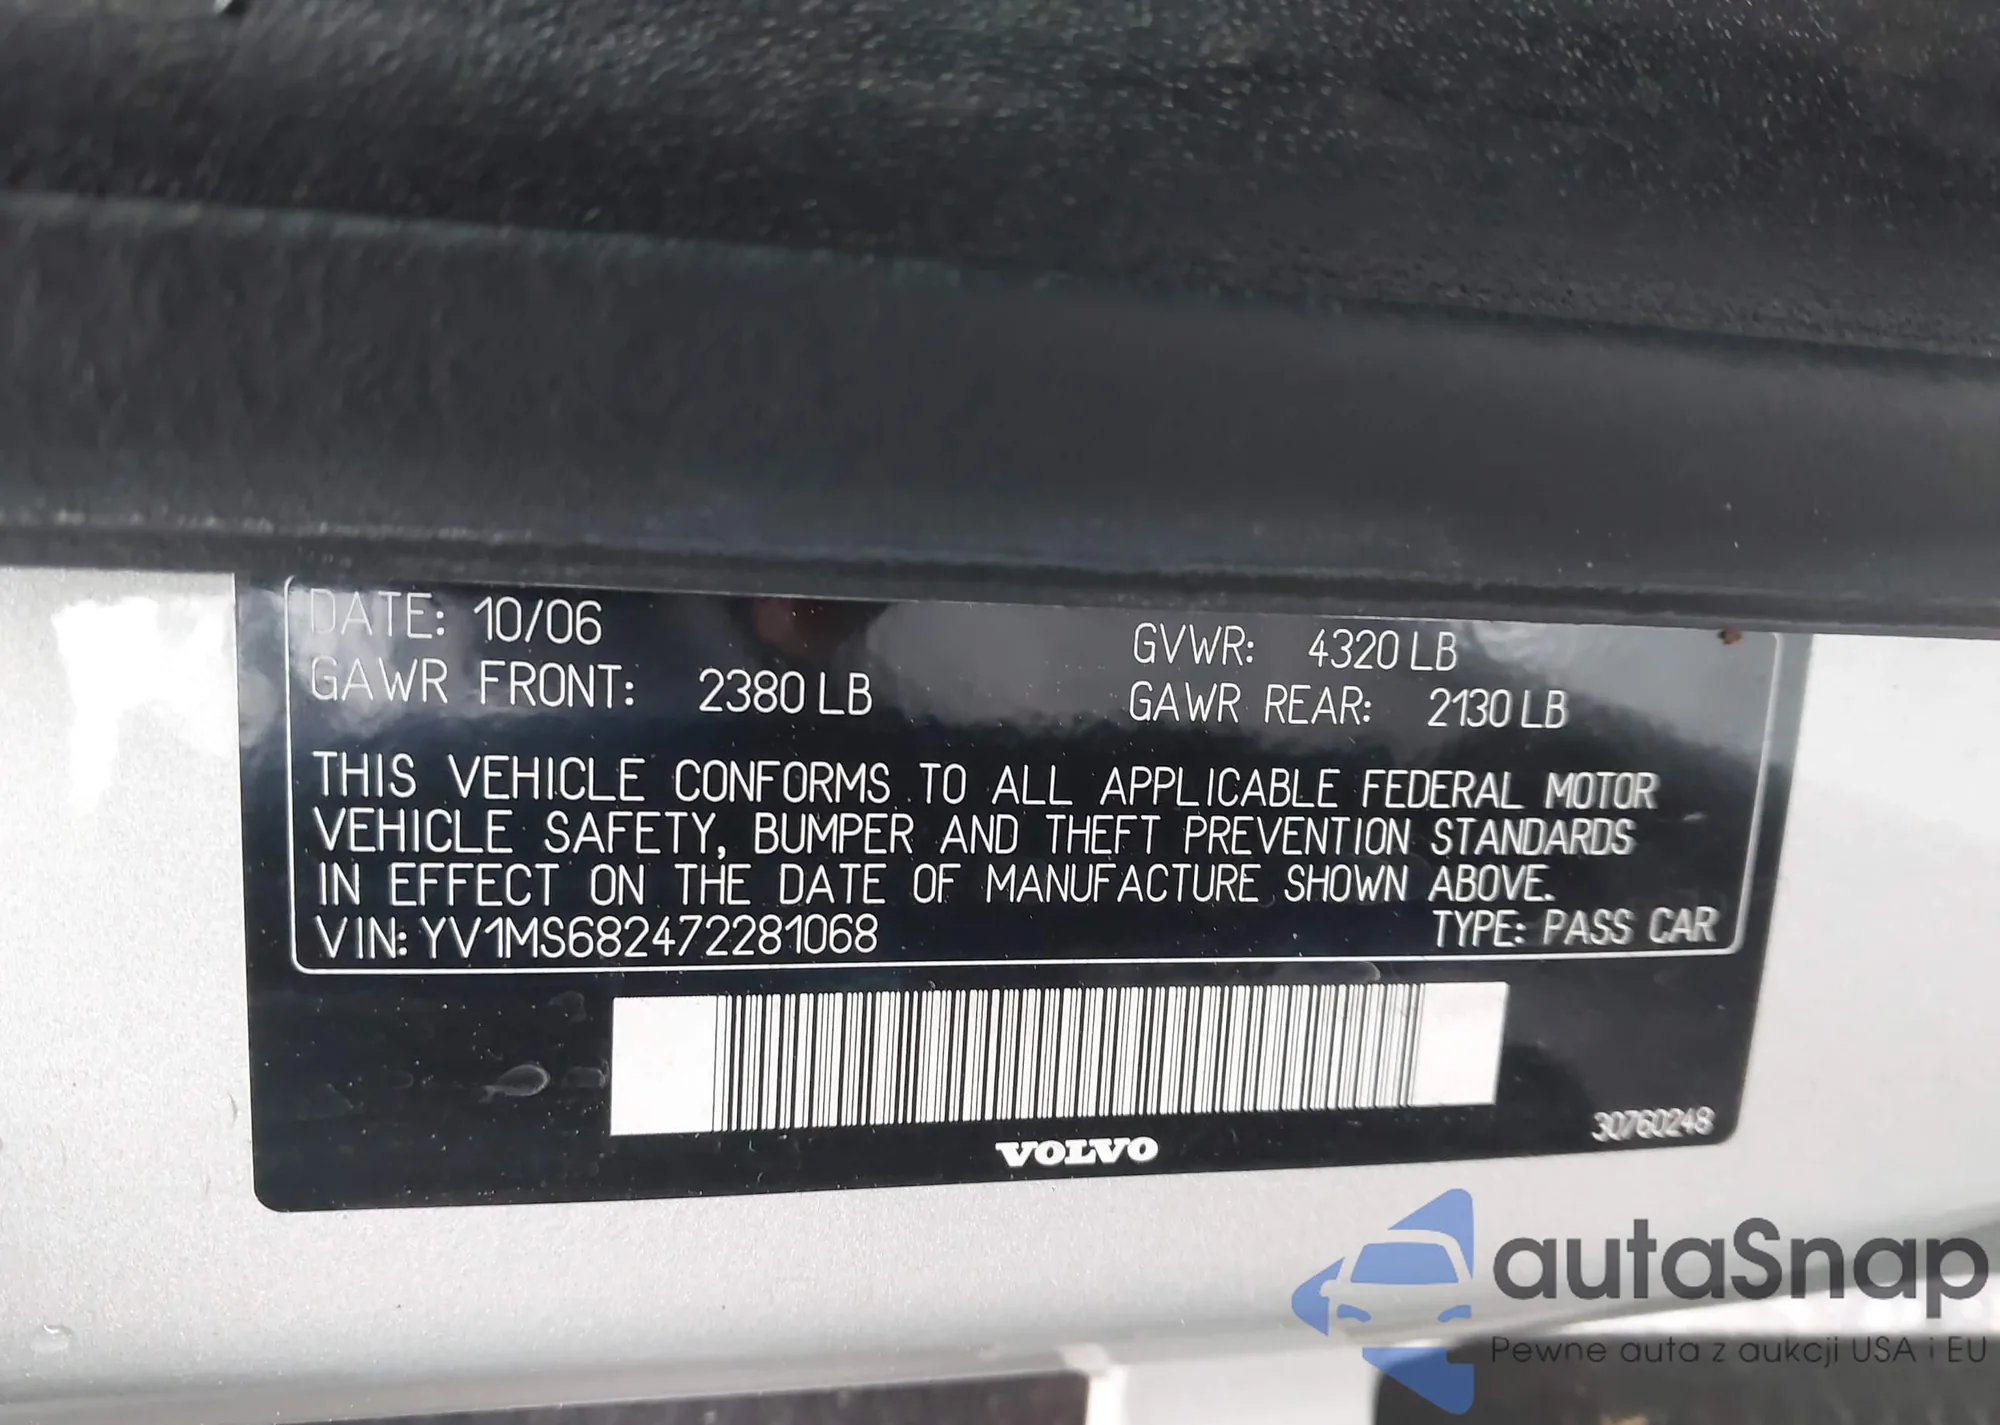 DATE: 10/06 GVWR: 4320 LB
GAWR FRONT: 2380 LB GAWR REAR: 2130 LB
THIS VEHICLE CONFORMS TO ALL APPLICABLE FEDERAL MOTOR
VEHICLE SAFETY, BUMPER AND THEFT PREVENTION STANDARDS
IN EFFECT ON THE DATE OF MANUFACTURE SHOWN ABOVE.
VIN: YV1MS682472281068 TYPE: PASS CAR
30760248
VOLVO
autaSnap
Pewne auta z aukcji USA i EU